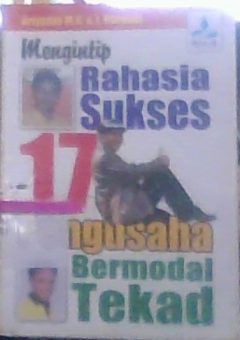 Mengintip
Rahasia
Sukses
17
ngusaha
Bermodal
Tekad